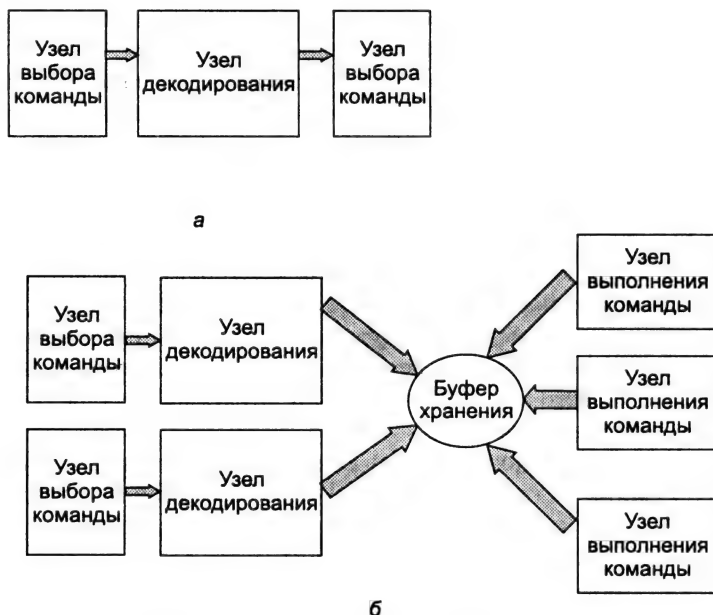 Узел
выбора
команды
Узел
декодирования
Узел
выбора
команды
а
Узел
выбора
команды
Узел
декодирования
Узел
выбора
команды
Узел
декодирования
Буфер
хранения
Узел
выполнения
команды
Узел
выполнения
команды
Узел
выполнения
команды
б